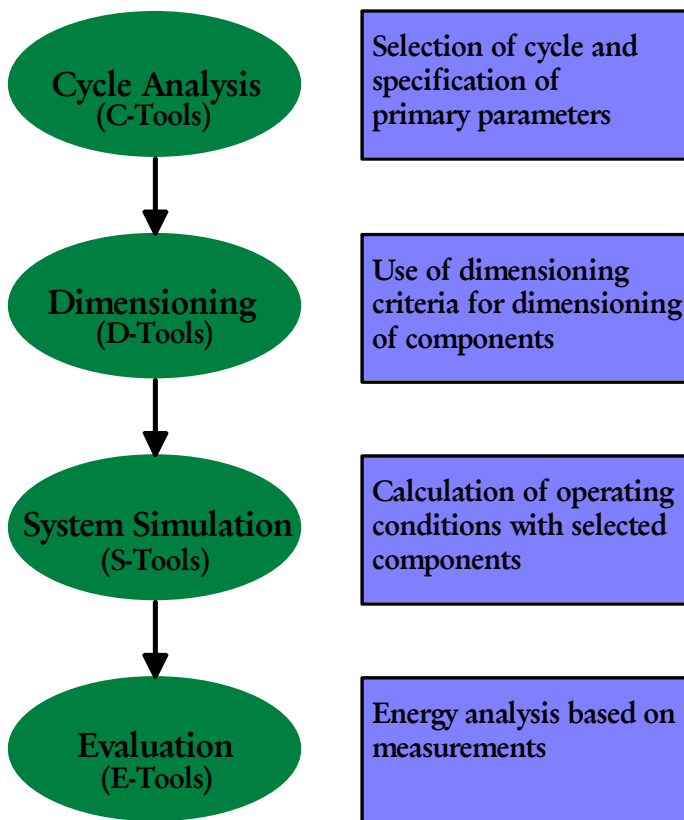 Cycle Analysis
(C-Tools)
Selection of cycle and
specification of
primary parameters
Dimensioning
(D-Tools)
Use of dimensioning
criteria for dimensioning
of components
System Simulation
(S-Tools)
Calculation of operating
conditions with selected
components
Evaluation
(E-Tools)
Energy analysis based on
measurements